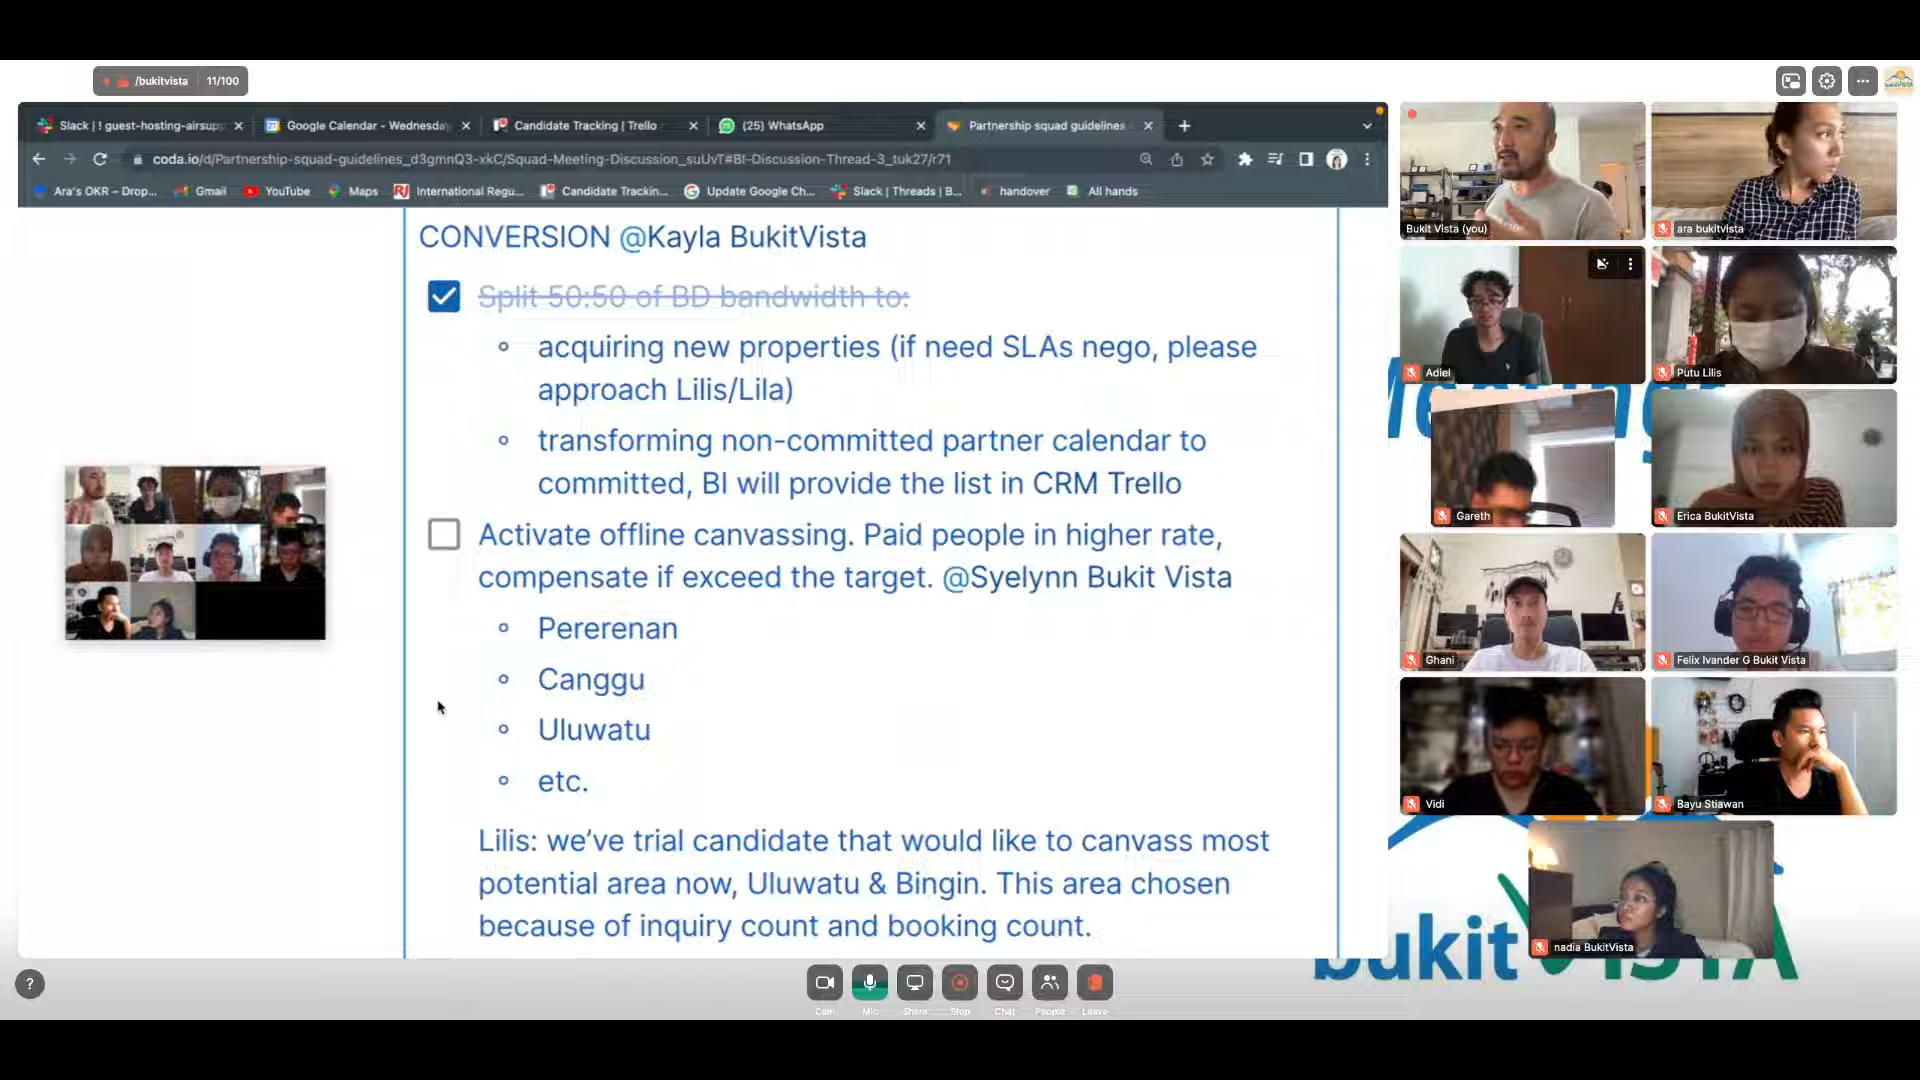 /bukitvista 11/100
Slack | ! guest-hosting-airsup
Google Calendar - Wednesda
Candidate Tracking | Trello
(25) WhatsApp
Partnership squad guidelines
coda.io/d/Partnership-squad-guidelines_d3gmnQ3-xkC/Squad-Meeting-Discussion_suUvT#BI-Discussion-Thread-3_tuk27/r71
Ara's OKR – Drop...
Gmail
YouTube
Maps
International Regu...
Candidate Trackin...
Update Google Ch...
Slack | Threads | B...
handover
All hands
CONVERSION @Kayla BukitVista
Split 50:50 of BD bandwidth to:
acquiring new properties (if need SLAs nego, please
approach Lilis/Lila)
transforming non-committed partner calendar to
committed, BI will provide the list in CRM Trello
Activate offline canvassing. Paid people in higher rate,
compensate if exceed the target. @Syelynn Bukit Vista
Pererenan
Canggu
Uluwatu
etc.
Lilis: we've trial candidate that would like to canvass most
potential area now, Uluwatu & Bingin. This area chosen
because of inquiry count and booking count.
Bukit Vista (you)
ara bukitvista
Adiel
Putu Lilis
Gareth
Erica BukitVista
Ghani
Felix Ivander G Bukit Vista
Vidi
Bayu Stiawan
nadia BukitVista
bukit VISTA
?
Cam
Mic
Share
Stop
Chat
People
Leave